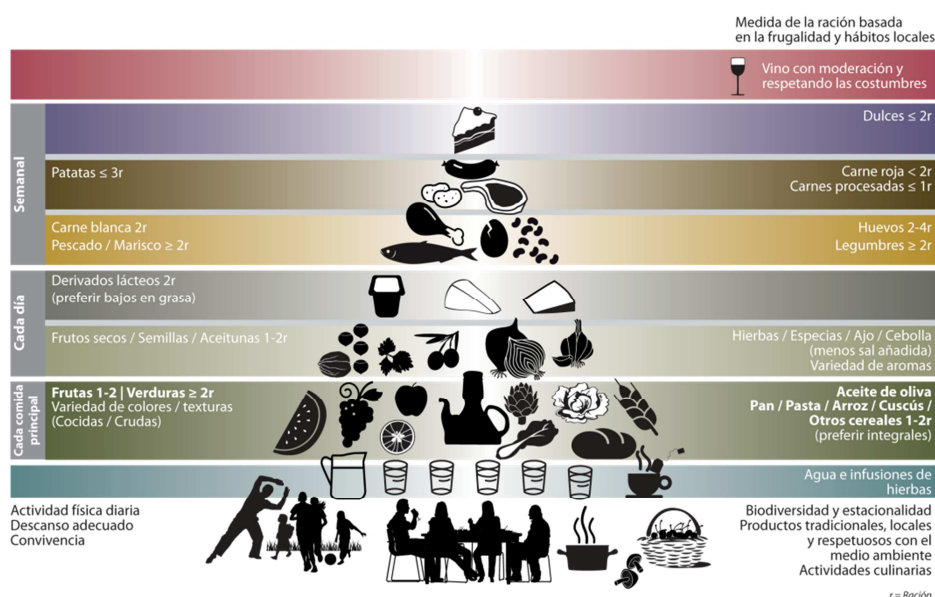 Medida de la ración basada
en la frugalidad y hábitos locales
Vino con moderación y
respetando las costumbres
Semanal
Dulces ≤ 2r
Patatas ≤ 3r
Carne roja < 2r
Carnes procesadas ≤ 1r
Carne blanca 2r
Pescado / Marisco ≥ 2r
Huevos 2-4r
Legumbres ≥ 2r
Cada día
Derivados lácteos 2r
(preferir bajos en grasa)
Frutos secos / Semillas / Aceitunas 1-2r
Hierbas / Especias / Ajo / Cebolla
(menos sal añadida)
Variedad de aromas
Cada comida
principal
Frutas 1-2 | Verduras ≥ 2r
Variedad de colores / texturas
(Cocidas / Crudas)
Aceite de oliva
Pan / Pasta / Arroz / Cuscús /
Otros cereales 1-2r
(preferir integrales)
Agua e infusiones de
hierbas
Actividad física diaria
Descanso adecuado
Convivencia
Biodiversidad y estacionalidad
Productos tradicionales, locales
y respetuosos con el
medio ambiente
Actividades culinarias
r = Ración